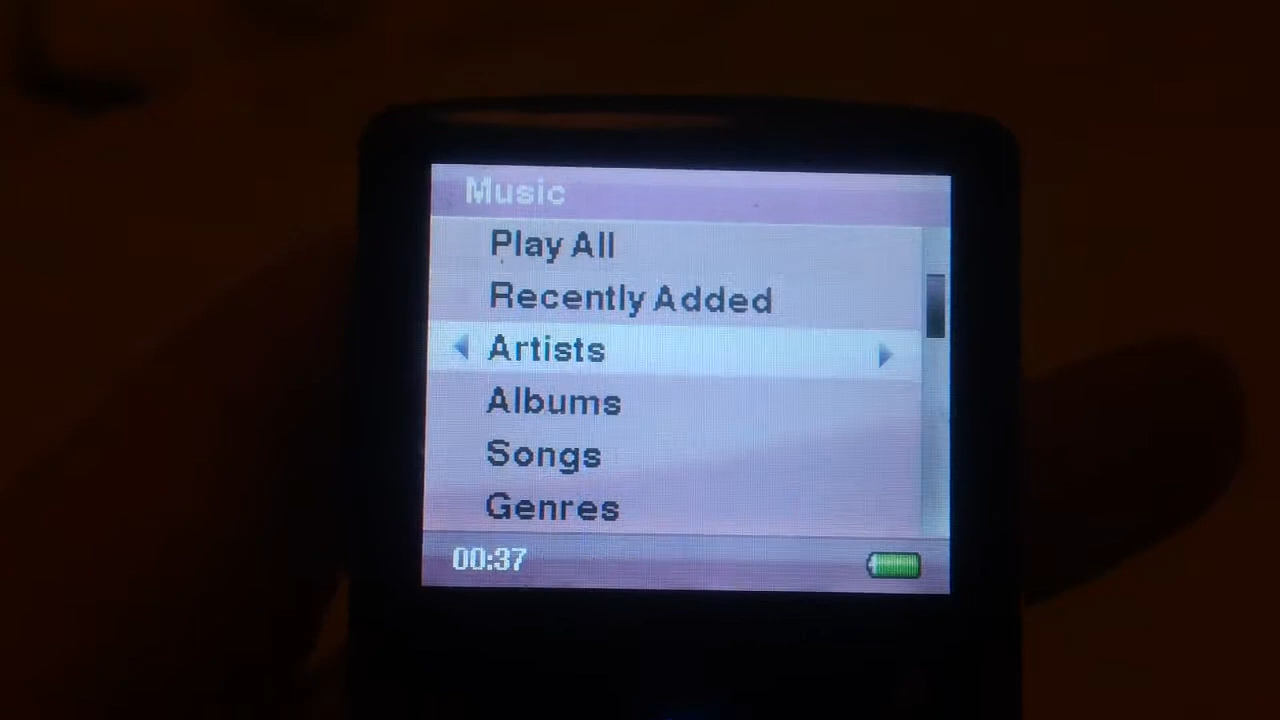 Music
Play All
Recently Added
Artists
Albums
Songs
Genres
00:37